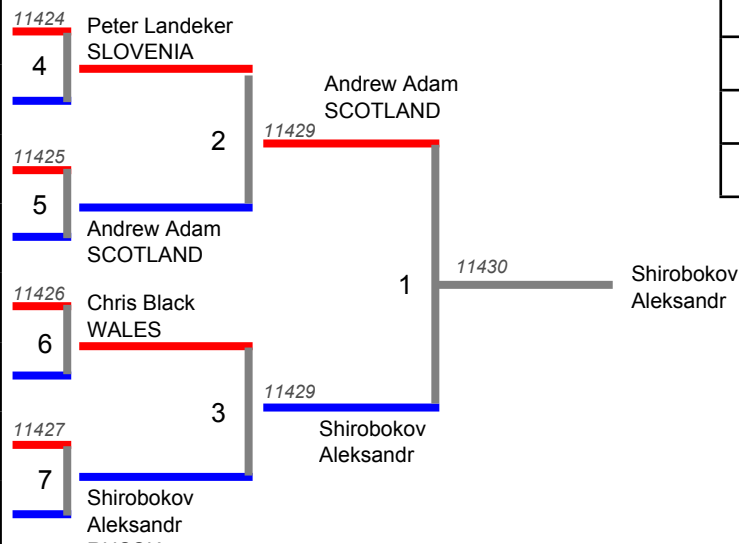 11424
Peter Landeker
SLOVENIA
4
2
11425
5
Andrew Adam
SCOTLAND
Andrew Adam
SCOTLAND
11429
1
11430
Shirobokov
Aleksandr
11426
Chris Black
WALES
6
3
11427
7
Shirobokov
Aleksandr
11429
Shirobokov
Aleksandr